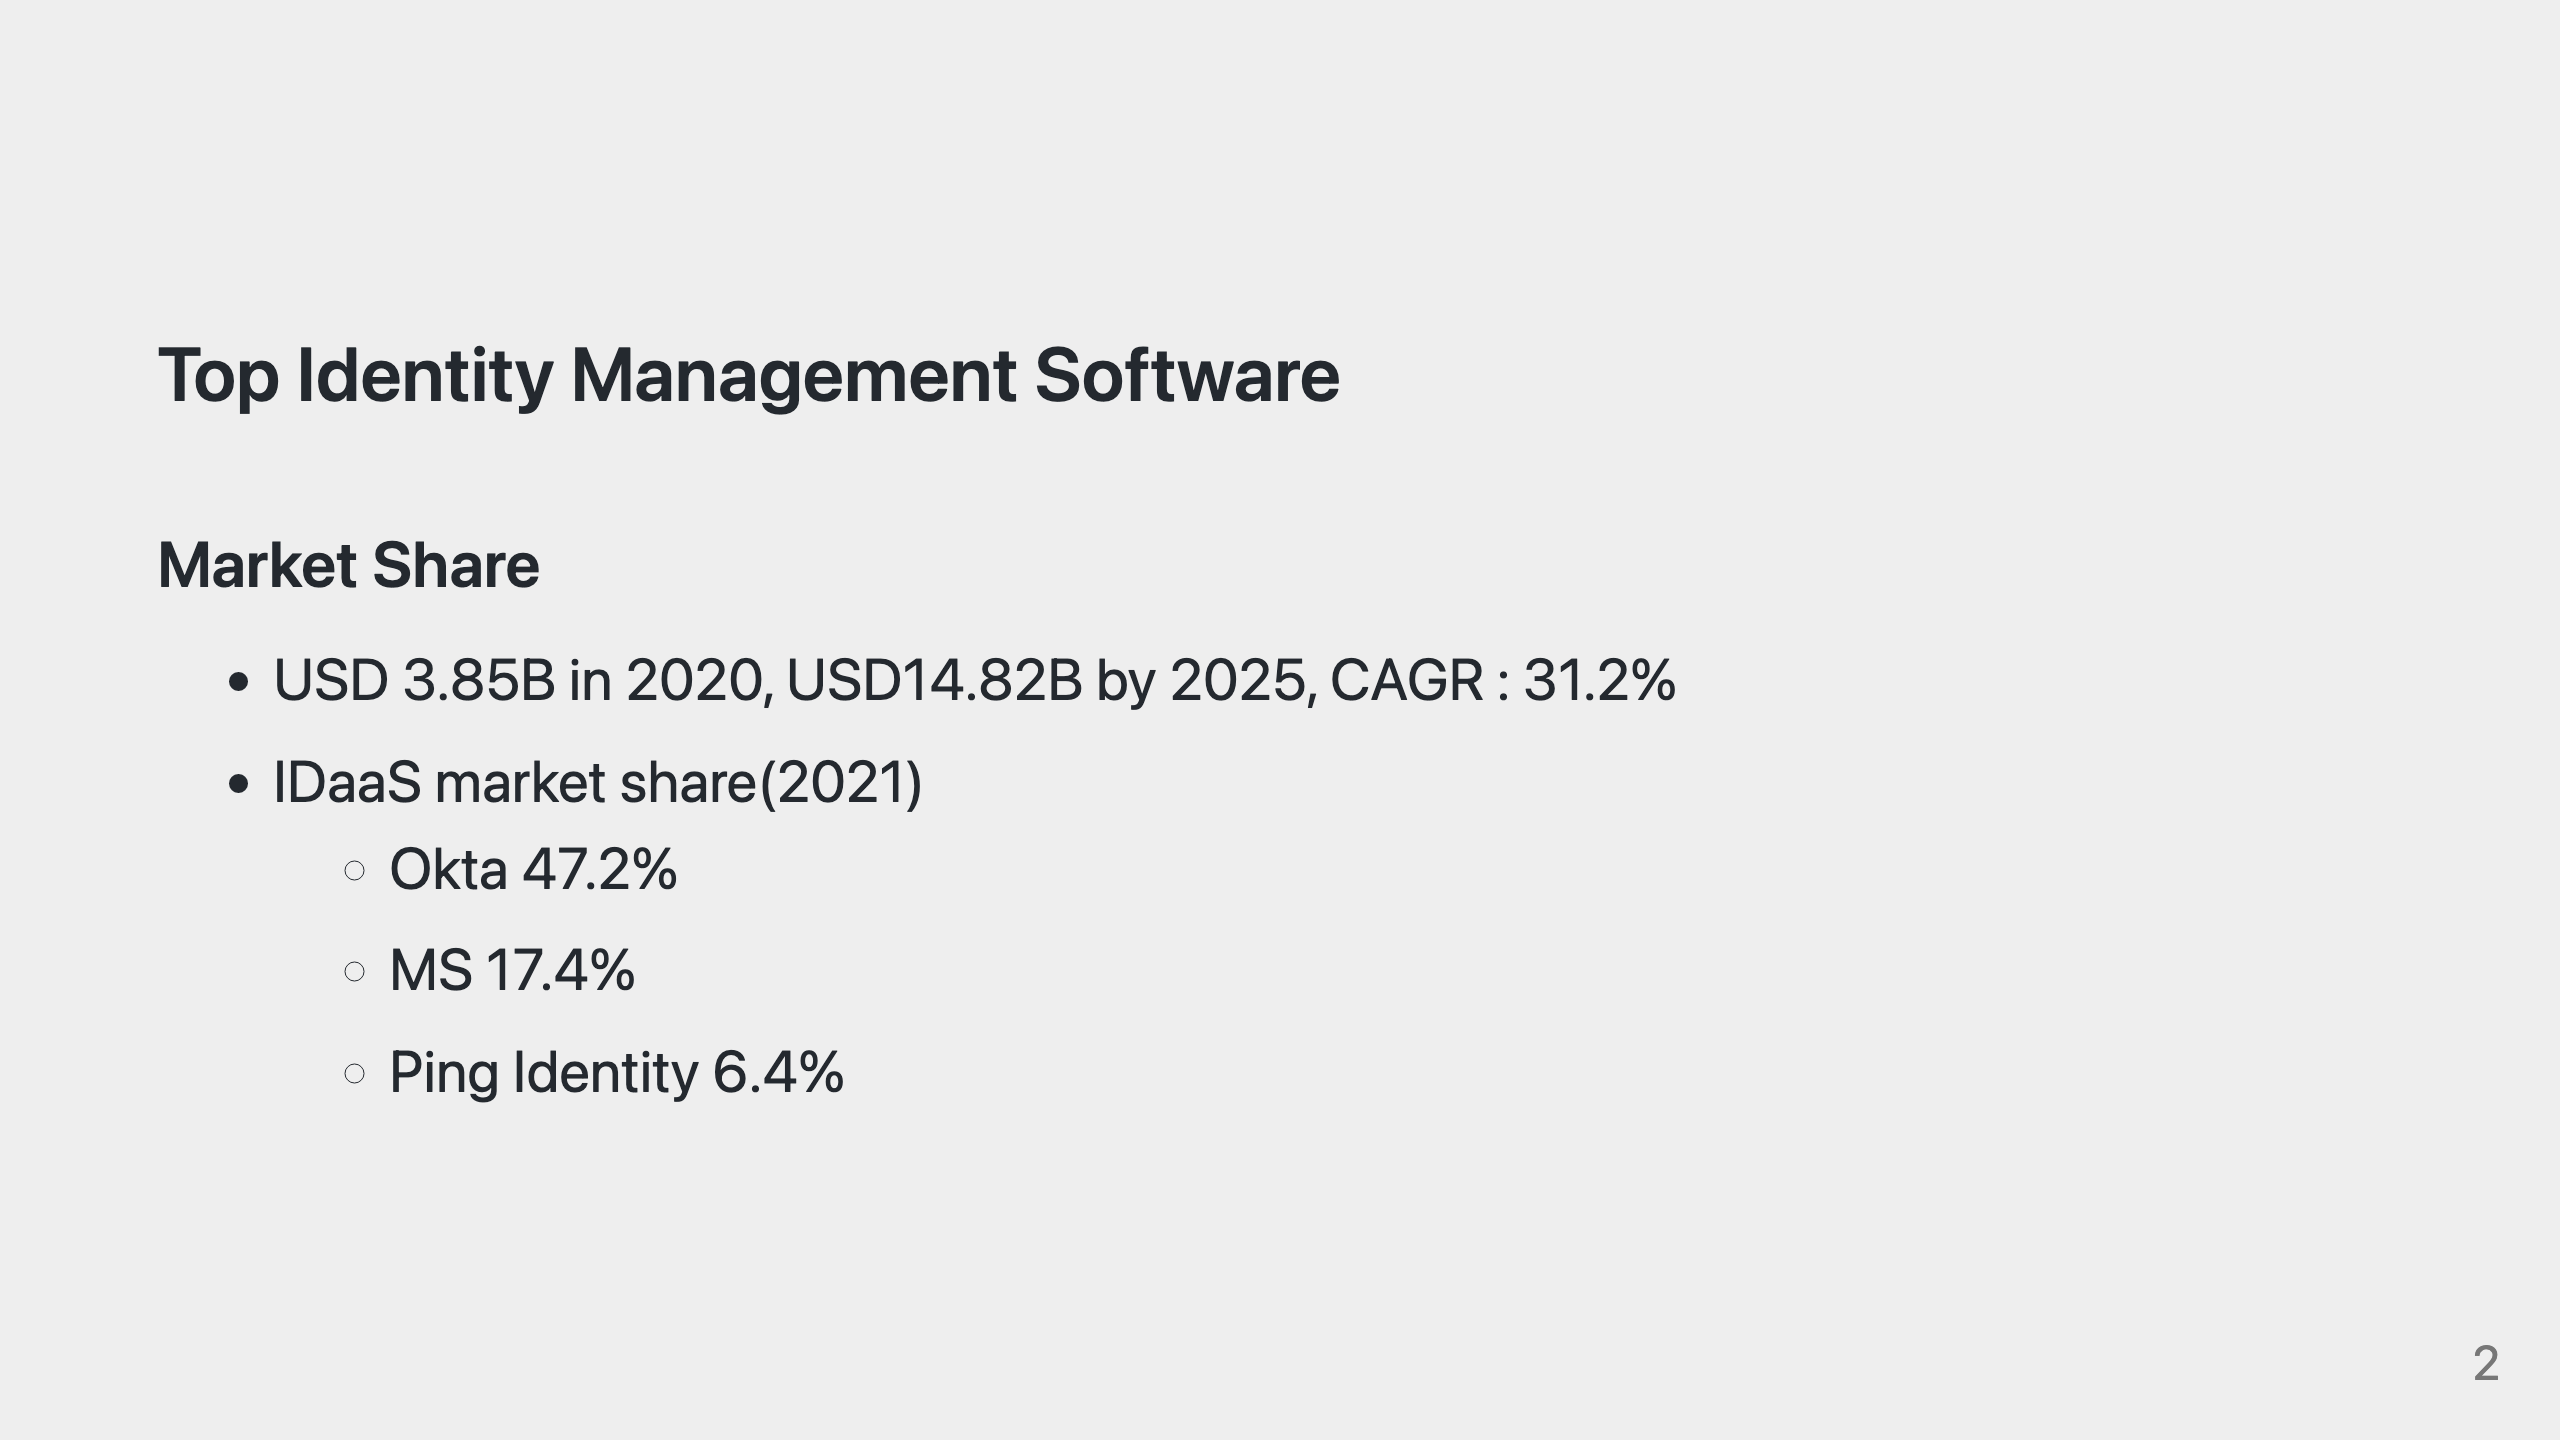 Top Identity Management Software
Market Share
• USD 3.85B in 2020, USD14.82B by 2025, CAGR : 31.2%
• IDaaS market share(2021)
○ Okta 47.2%
○ MS 17.4%
○ Ping Identity 6.4%
2